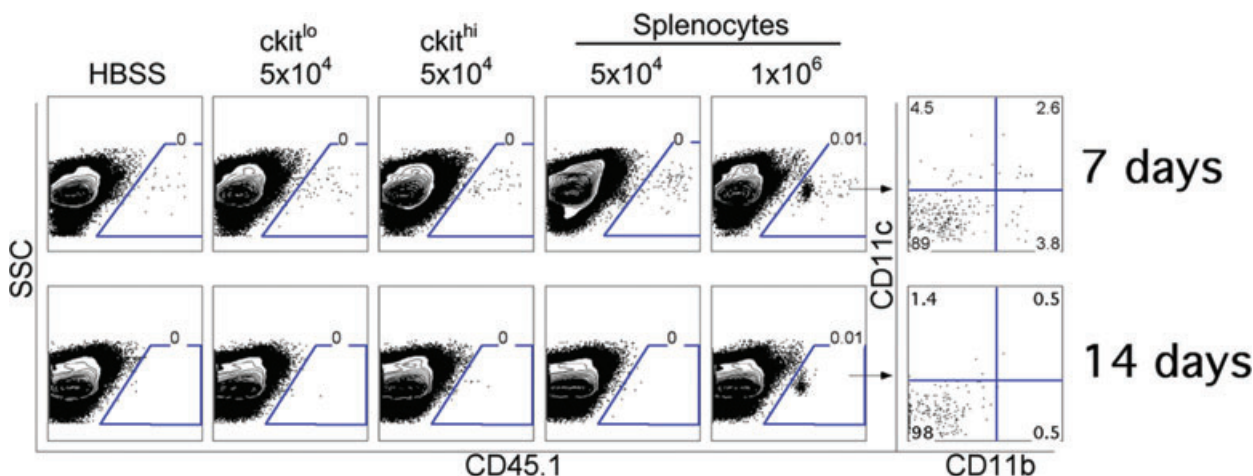 Splenocytes
HBSS
ckit^lo 5x10^4
ckit^hi 5x10^4
5x10^4
1x10^6
0
0
0
0
0.01
4.5
2.6
89
3.8
7 days
0
0
0
0
0.01
1.4
0.5
98
0.5
14 days
SSC
CD11c
CD45.1
CD11b